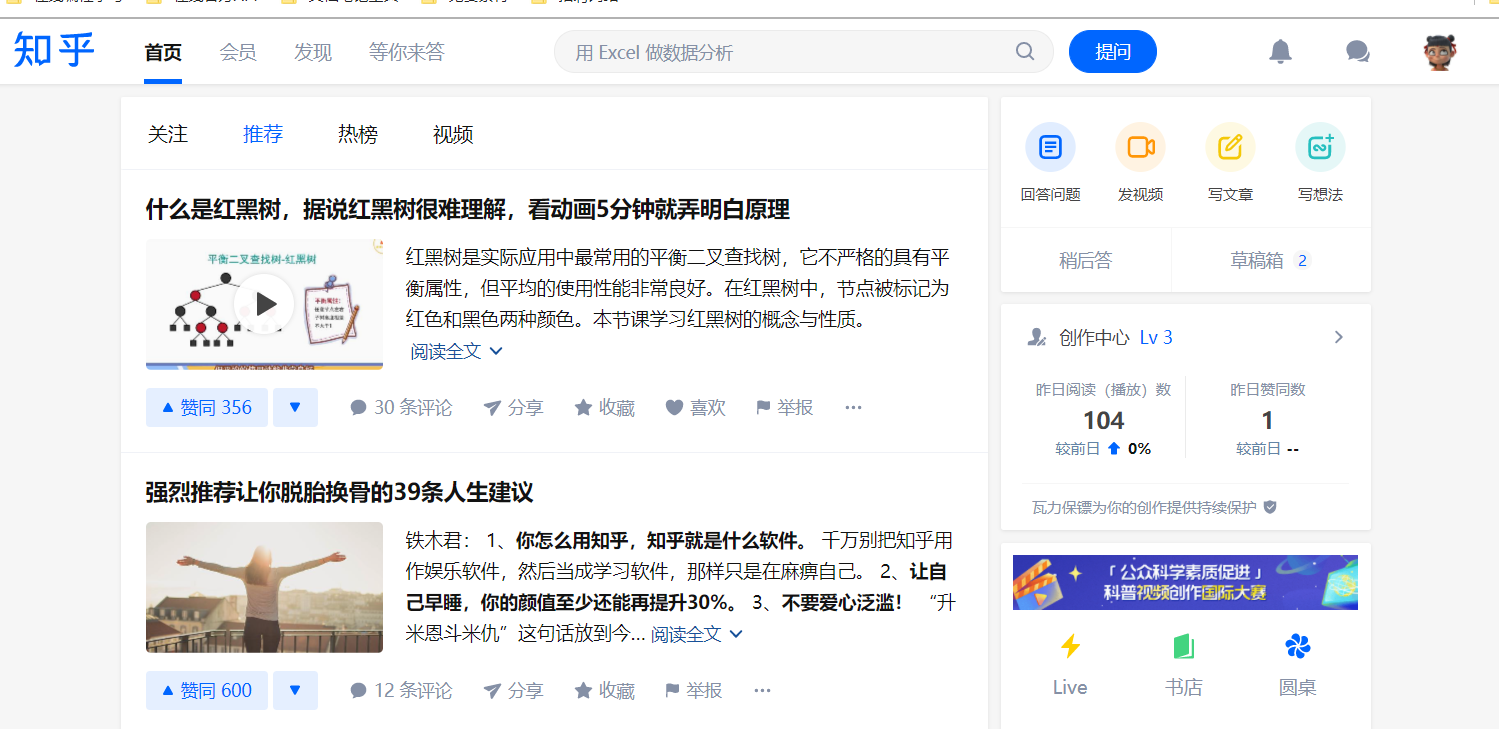 知乎
首页 会员 发现 等你来答
用 Excel 做数据分析
提问
关注 推荐 热榜 视频
什么是红黑树，据说红黑树很难理解，看动画5分钟就弄明白原理
平衡二叉查找树-红黑树
平衡属性：
红黑树是实际应用中最常用的平衡二叉查找树，它不严格的具有平
衡属性，但平均的使用性能非常良好。在红黑树中，节点被标记为
红色和黑色两种颜色。本节课学习红黑树的概念与性质。
阅读全文
赞同 356 30 条评论 分享 收藏 喜欢 举报
强烈推荐让你脱胎换骨的39条人生建议
铁木君： 1、你怎么用知乎，知乎就是什么软件。 千万别把知乎用
作娱乐软件，然后当成学习软件，那样只是在麻痹自己。 2、让自
己早睡，你的颜值至少还能再提升30%。 3、不要爱心泛滥！ “升
米恩斗米仇”这句话放到今... 阅读全文
赞同 600 12 条评论 分享 收藏 举报
回答问题 发视频 写文章 写想法
稍后答 草稿箱 2
创作中心 Lv 3
昨日阅读（播放）数 昨日赞同数
104 1
较前日 0% 较前日 --
瓦力保镖为你的创作提供持续保护
「公众科学素质促进」
科普视频创作国际大赛
Live 书店 圆桌